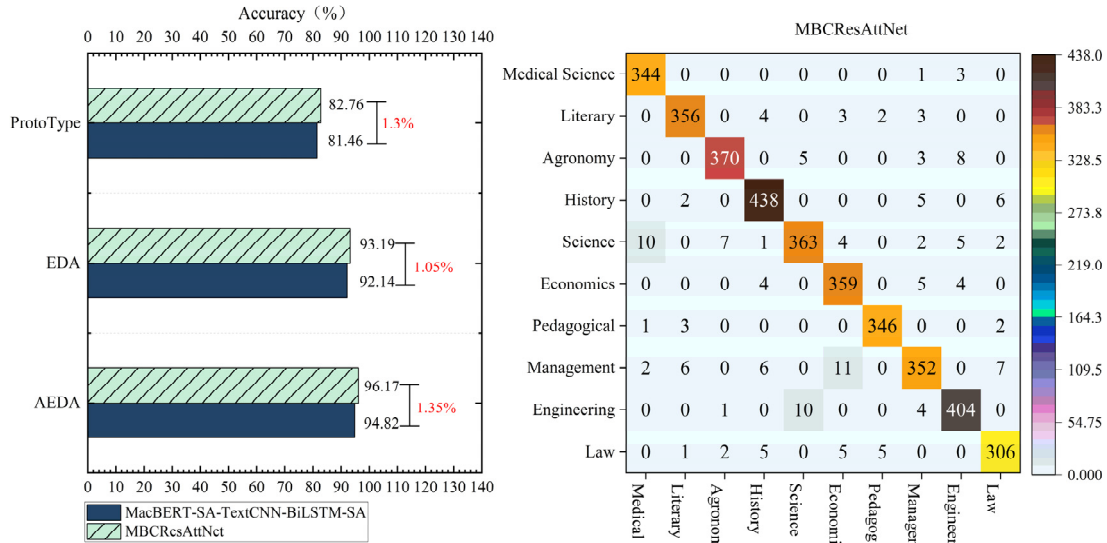 Accuracy（%）
0 10 20 30 40 50 60 70 80 90 100 110 120 130 140
ProtoType
82.76
81.46
1.3%
EDA
93.19
92.14
1.05%
AEDA
96.17
94.82
1.35%
0 10 20 30 40 50 60 70 80 90 100 110 120 130 140
MacBERT-SA-TextCNN-BiLSTM-SA
MBCResAttNet
MBCResAttNet
Medical Science 344 0 0 0 0 0 0 1 3 0
Literary 0 356 0 4 0 3 2 3 0 0
Agronomy 0 0 370 0 5 0 0 3 8 0
History 0 2 0 438 0 0 0 5 0 6
Science 10 0 7 1 363 4 0 2 5 2
Economics 0 0 0 4 0 359 0 5 4 0
Pedagogical 1 3 0 0 0 0 346 0 0 2
Management 2 6 0 6 0 11 0 352 0 7
Engineering 0 0 1 0 10 0 0 4 404 0
Law 0 1 2 5 0 5 5 0 0 306
Medical
Literary
Agronom
History
Science
Economi
Pedagog
Manager
Engineer
Law
438.0
383.3
328.5
273.8
219.0
164.3
109.5
54.75
0.000